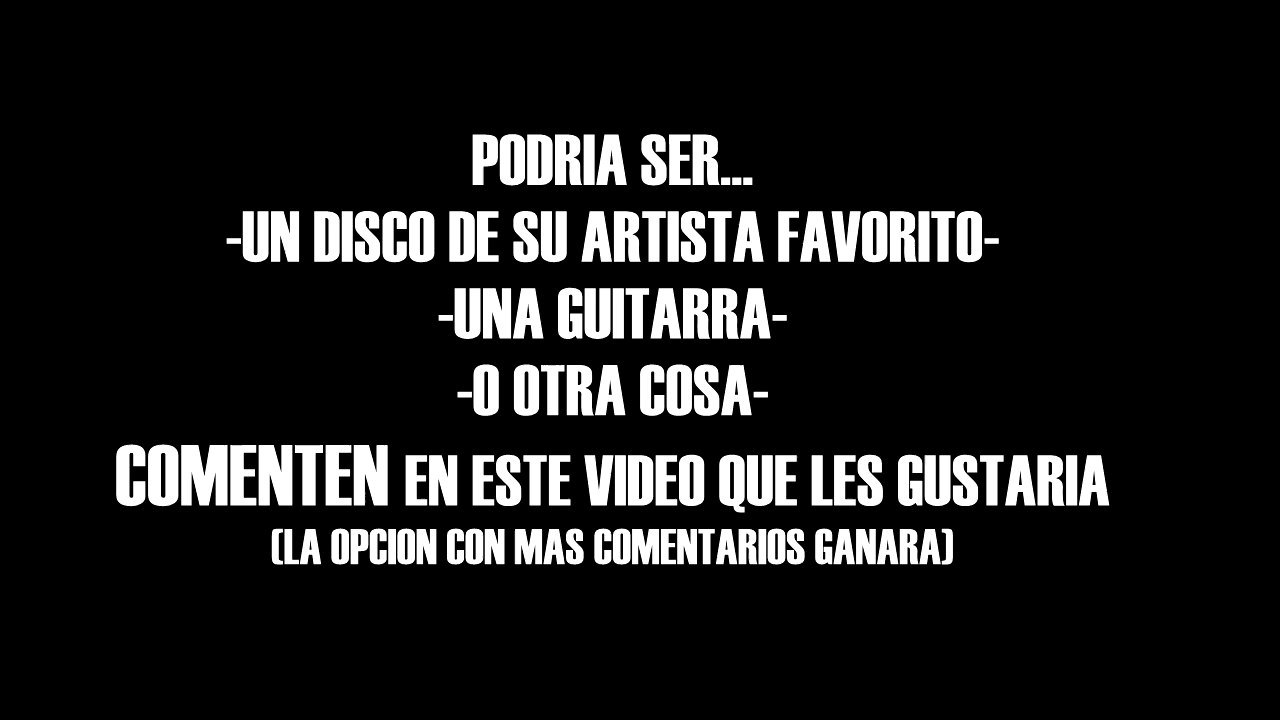 PODRIA SER...
-UN DISCO DE SU ARTISTA FAVORITO-
-UNA GUITARRA-
-O OTRA COSA-
COMENTEN EN ESTE VIDEO QUE LES GUSTARIA
(LA OPCION CON MAS COMENTARIOS GANARA)